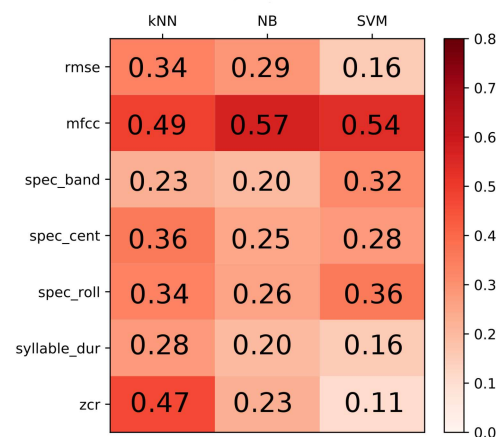 kNN NB SVM
rmse 0.34 0.29 0.16
mfcc 0.49 0.57 0.54
spec_band 0.23 0.20 0.32
spec_cent 0.36 0.25 0.28
spec_roll 0.34 0.26 0.36
syllable_dur 0.28 0.20 0.16
zcr 0.47 0.23 0.11
0.8
0.7
0.6
0.5
0.4
0.3
0.2
0.1
0.0